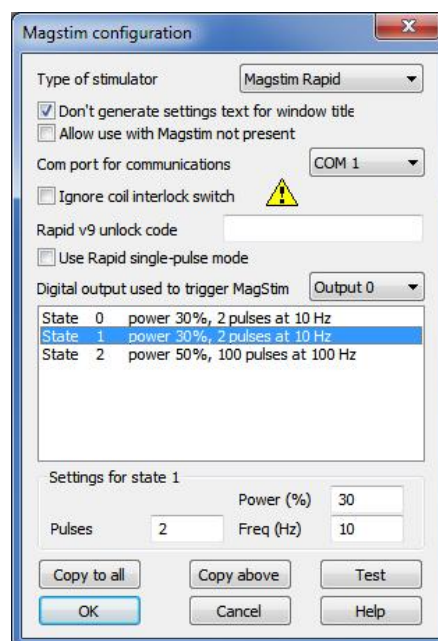 Magstim configuration
Type of stimulator Magstim Rapid
Don't generate settings text for window title
Allow use with Magstim not present
Com port for communications COM 1
Ignore coil interlock switch
Rapid v9 unlock code
Use Rapid single-pulse mode
Digital output used to trigger MagStim Output 0
State 0 power 30%, 2 pulses at 10 Hz
State 1 power 30%, 2 pulses at 10 Hz
State 2 power 50%, 100 pulses at 100 Hz
Settings for state 1
Power (%) 30
Pulses 2 Freq (Hz) 10
Copy to all Copy above Test
OK Cancel Help